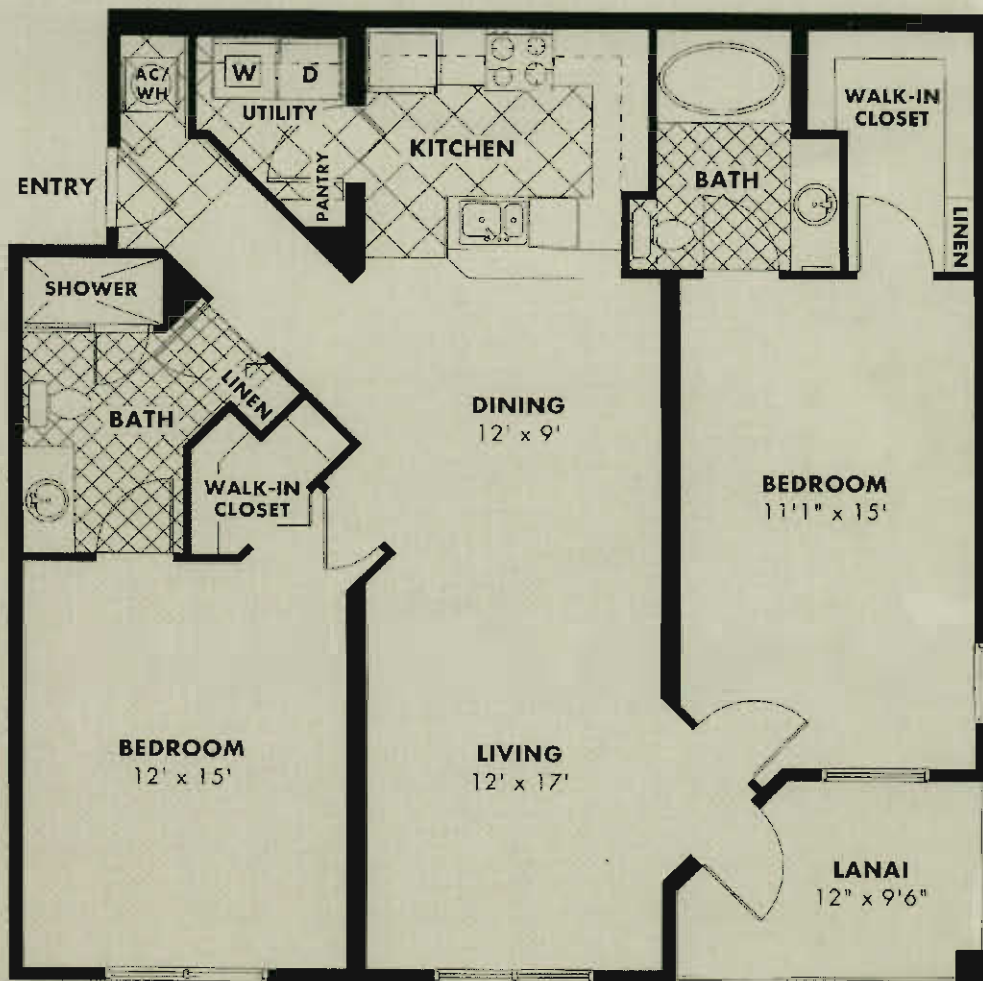 AC/
WH
W
D
UTILITY
PANTRY
KITCHEN
BATH
WALK-IN
CLOSET
LINEN
ENTRY
SHOWER
BATH
LINEN
WALK-IN
CLOSET
DINING
12' x 9'
BEDROOM
11'1" x 15'
BEDROOM
12' x 15'
LIVING
12' x 17'
LANAI
12" x 9'6"